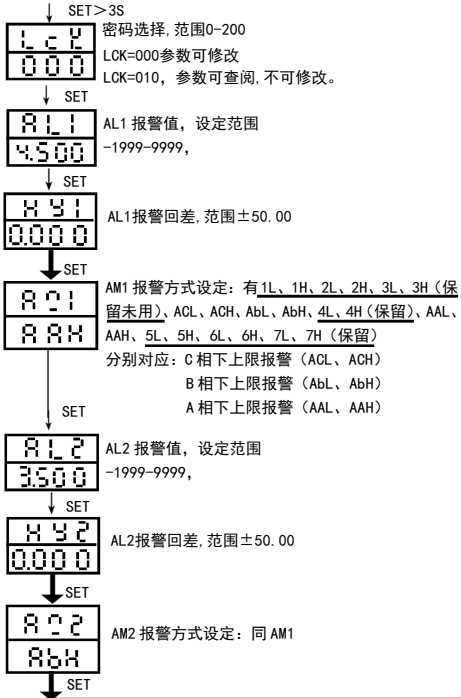 SET＞3S
LcK
000
密码选择,范围0-200
LCK=000参数可修改
LCK=010，参数可查阅,不可修改。
SET
AL1
4.500
AL1 报警值，设定范围
-1999-9999，
SET
HY1
0.000
AL1报警回差,范围±50.00
SET
AM1
AAH
AM1 报警方式设定：有1L、1H、2L、2H、3L、3H（保
留未用）、ACL、ACH、AbL、AbH、4L、4H（保留）、AAL、
AAH、5L、5H、6L、6H、7L、7H（保留）
分别对应：C 相下上限报警（ACL、ACH）
B 相下上限报警（AbL、AbH）
A 相下上限报警（AAL、AAH）
SET
AL2
3.500
AL2 报警值，设定范围
-1999-9999，
SET
HY2
0.000
AL2报警回差,范围±50.00
SET
AM2
AbH
AM2 报警方式设定：同 AM1
SET